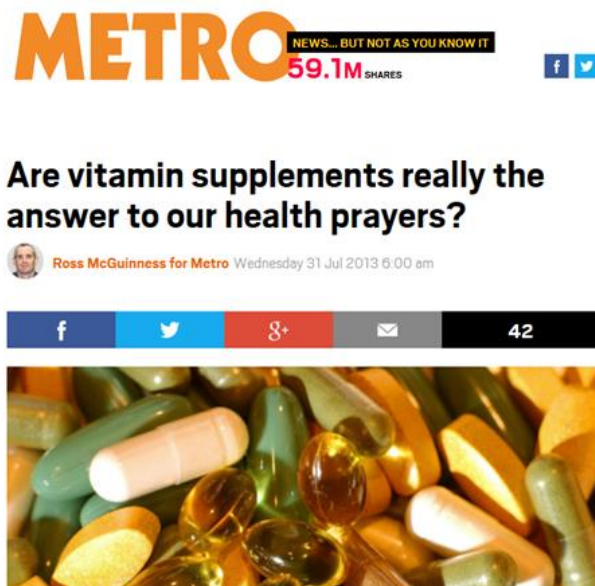 METRO
NEWS... BUT NOT AS YOU KNOW IT
59.1M SHARES
Are vitamin supplements really the
answer to our health prayers?
Ross McGuinness for Metro Wednesday 31 Jul 2013 6:00 am
42